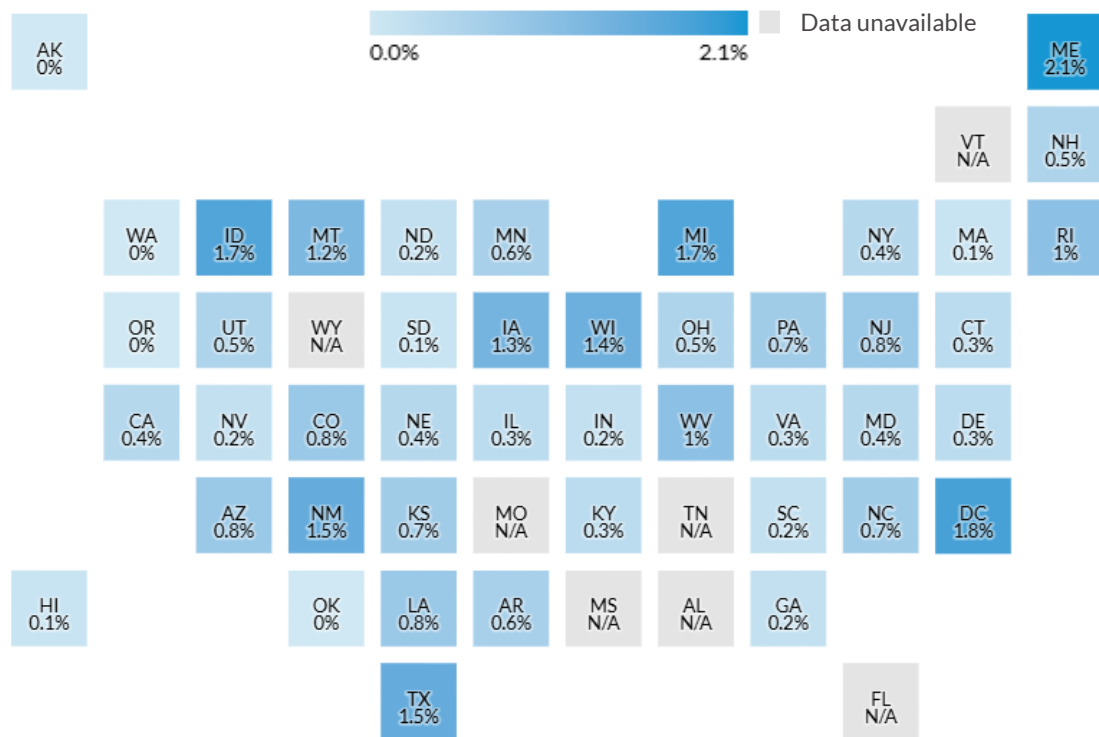 Data unavailable
0.0%
2.1%
AK
0%
ME
2.1%
VT
N/A
NH
0.5%
WA
0%
ID
1.7%
MT
1.2%
ND
0.2%
MN
0.6%
MI
1.7%
NY
0.4%
MA
0.1%
RI
1%
OR
0%
UT
0.5%
WY
N/A
SD
0.1%
IA
1.3%
WI
1.4%
OH
0.5%
PA
0.7%
NJ
0.8%
CT
0.3%
CA
0.4%
NV
0.2%
CO
0.8%
NE
0.4%
IL
0.3%
IN
0.2%
WV
1%
VA
0.3%
MD
0.4%
DE
0.3%
AZ
0.8%
NM
1.5%
KS
0.7%
MO
N/A
KY
0.3%
TN
N/A
SC
0.2%
NC
0.7%
DC
1.8%
HI
0.1%
OK
0%
LA
0.8%
AR
0.6%
MS
N/A
AL
N/A
GA
0.2%
TX
1.5%
FL
N/A